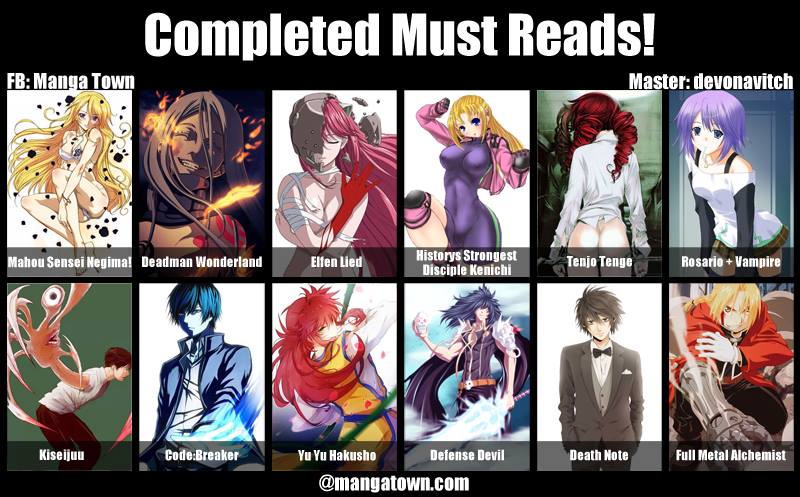 Completed Must Reads!
FB: Manga Town
Master: devonavitch
Mahou Sensei Negima!
Deadman Wonderland
Elfen Lied
Historys Strongest
Disciple Kenichi
Tenjo Tenge
Rosario + Vampire
Kiseijuu
Code:Breaker
Yu Yu Hakusho
Defense Devil
Death Note
Full Metal Alchemist
@mangatown.com